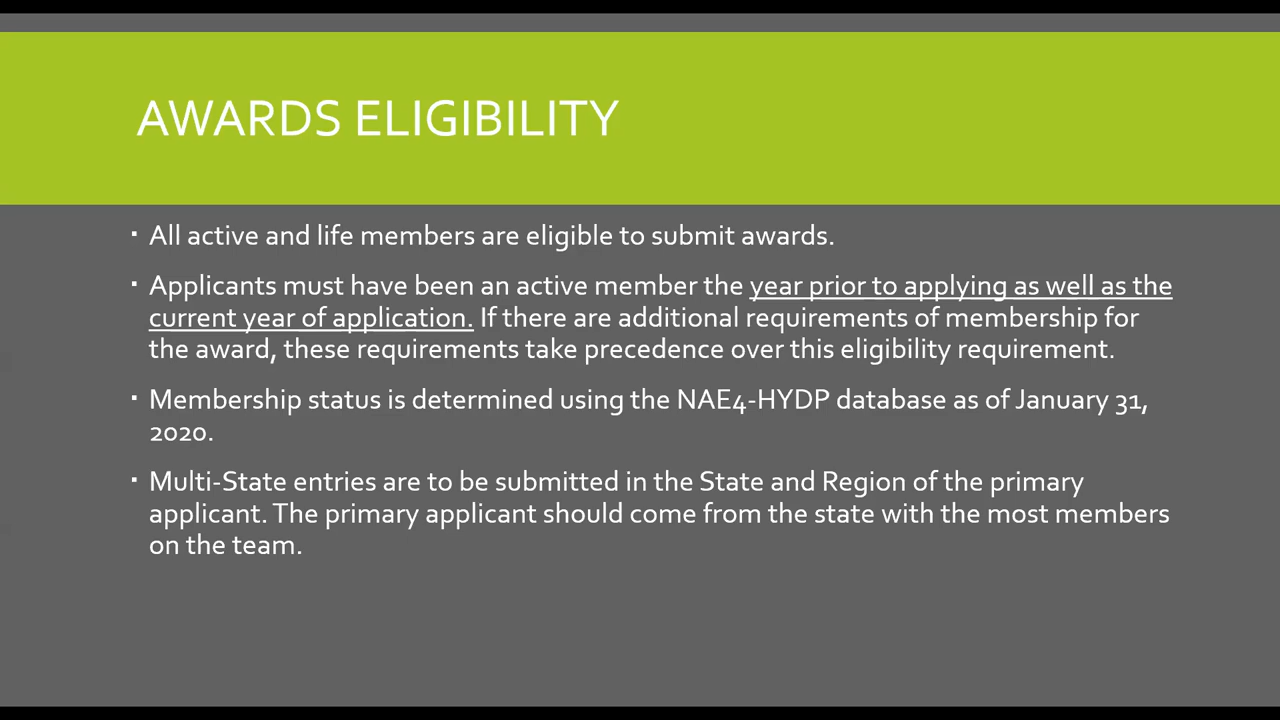 AWARDS ELIGIBILITY
▪ All active and life members are eligible to submit awards.
▪ Applicants must have been an active member the year prior to applying as well as the
current year of application. If there are additional requirements of membership for
the award, these requirements take precedence over this eligibility requirement.
▪ Membership status is determined using the NAE4-HYDP database as of January 31,
2020.
▪ Multi-State entries are to be submitted in the State and Region of the primary
applicant. The primary applicant should come from the state with the most members
on the team.